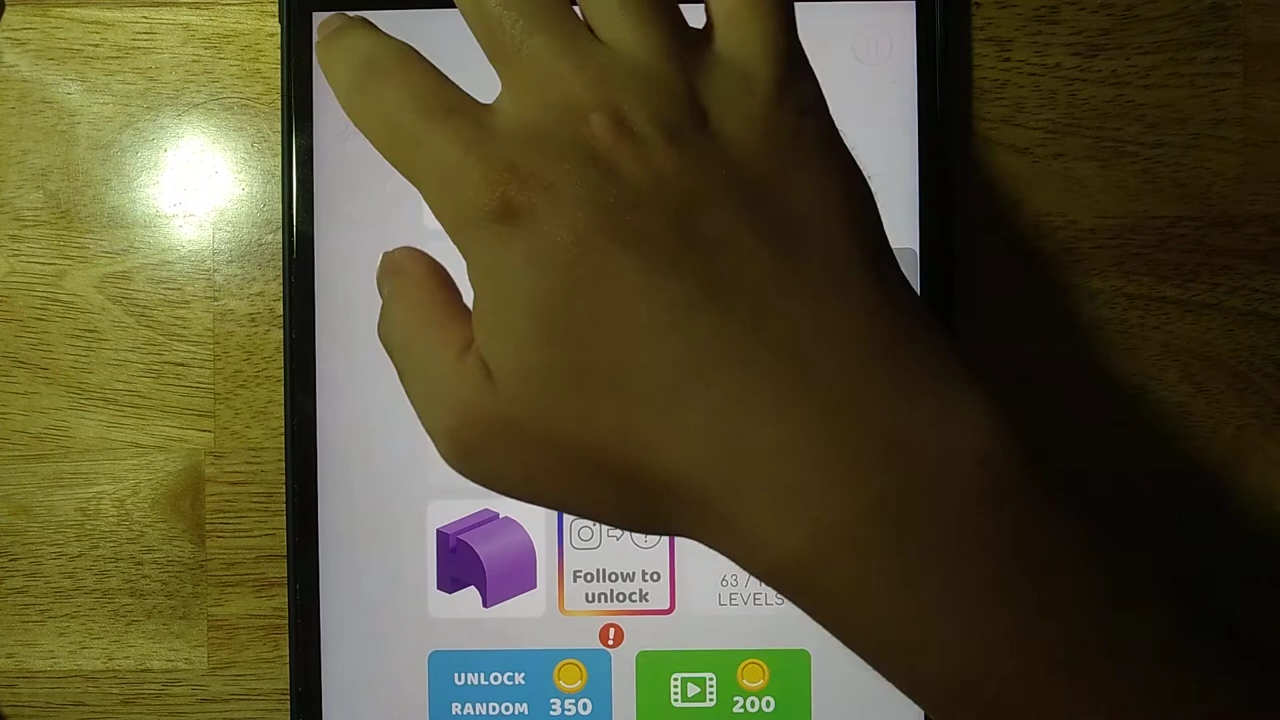 Follow to
unlock
63 /
LEVELS
UNLOCK
RANDOM 350
200